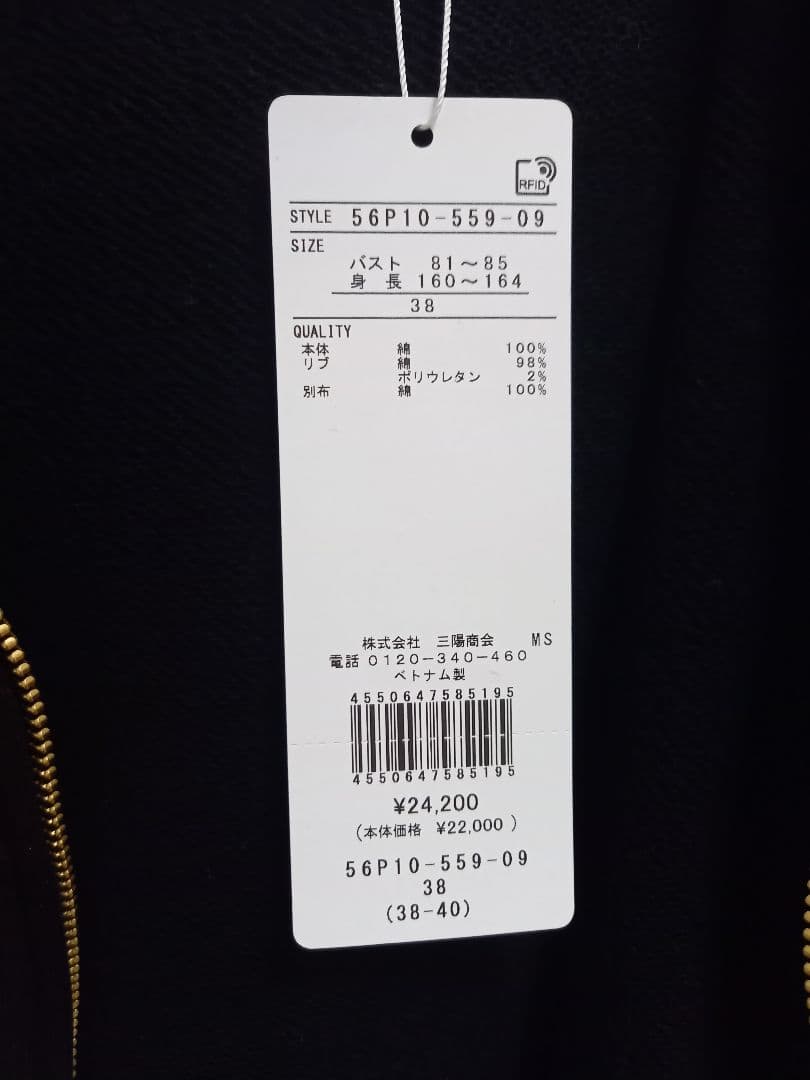 RFID
STYLE 56P10-559-09
SIZE
バスト 81～85
身 長 160～164
38
QUALITY
本体 綿 100%
リブ 綿 98%
ポリウレタン 2%
別布 綿 100%
株式会社 三陽商会 MS
電話 0120-340-460
ベトナム製
4550647585195
4550647585195
¥24,200
(本体価格 ¥22,000 )
56P10-559-09
38
(38-40)